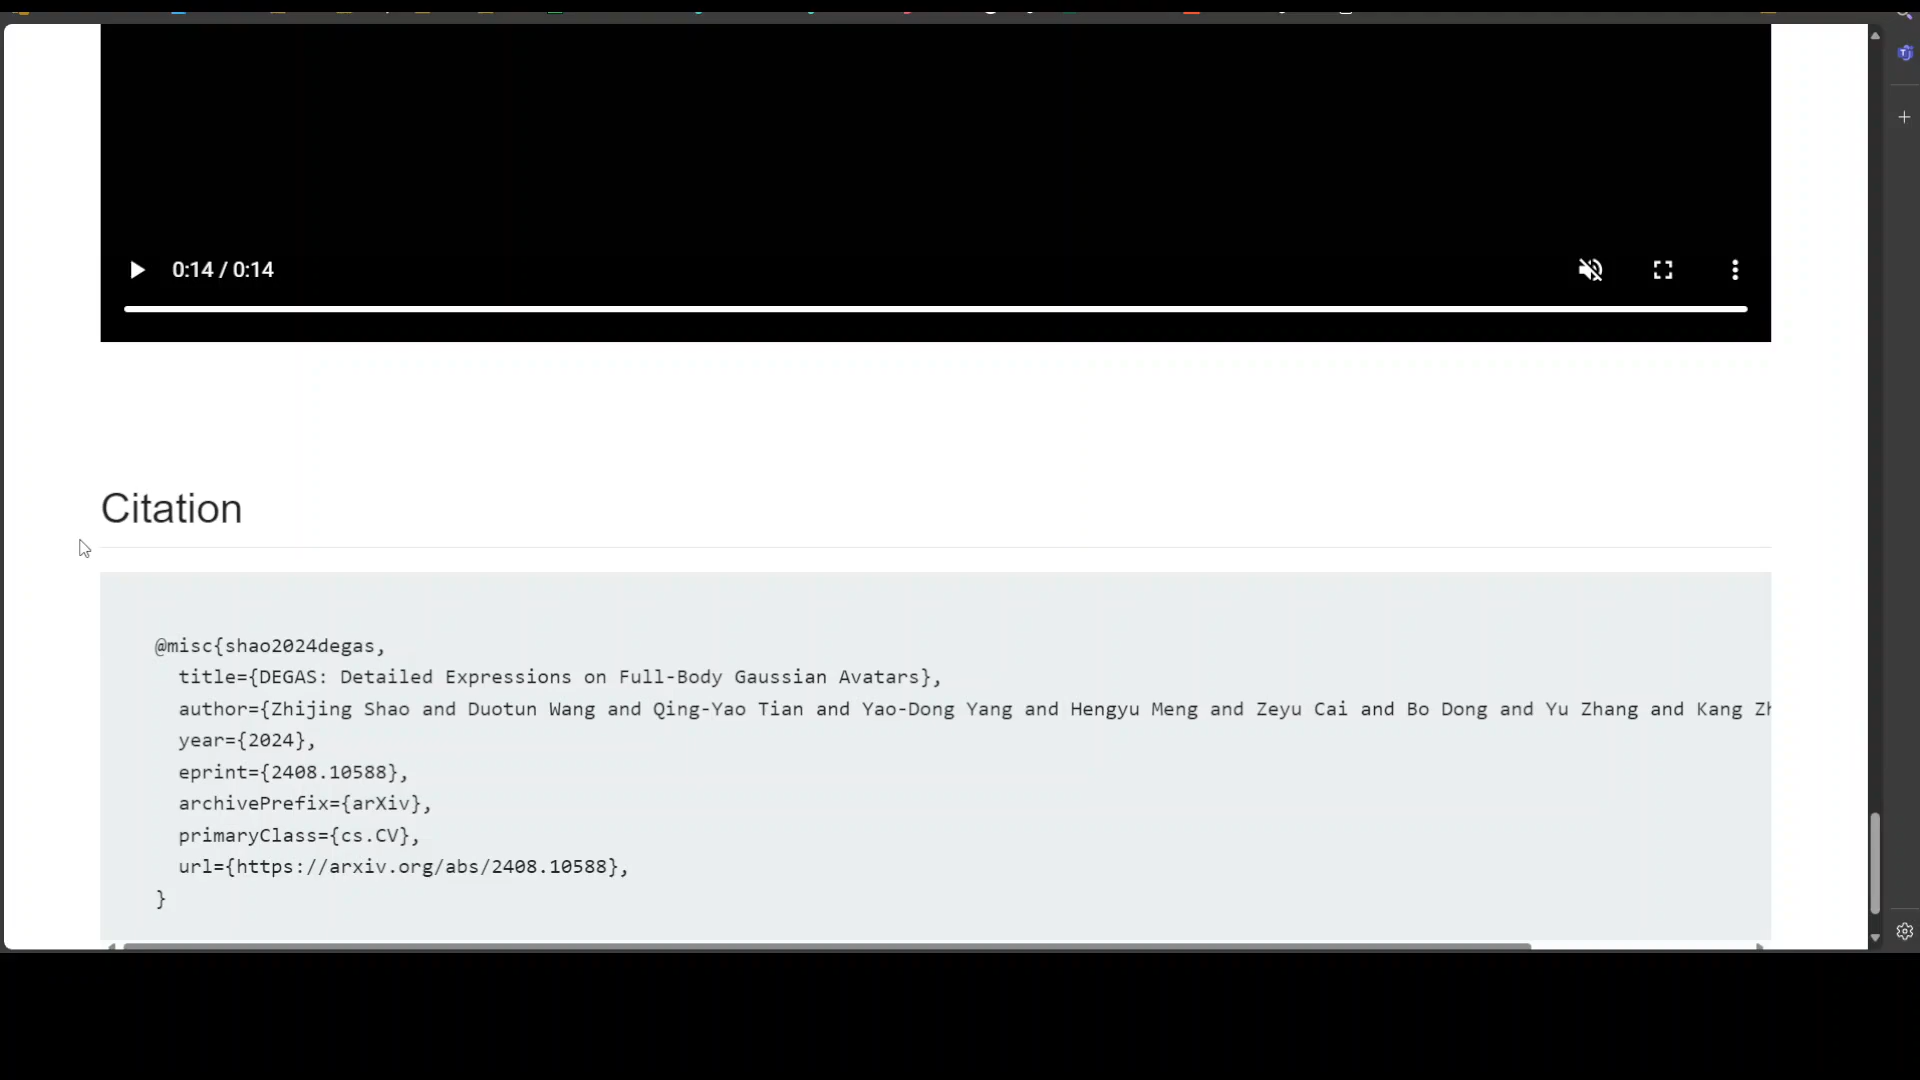 0:14 / 0:14
Citation
@misc{shao2024degas,
title={DEGAS: Detailed Expressions on Full-Body Gaussian Avatars},
author={Zhijing Shao and Duotun Wang and Qing-Yao Tian and Yao-Dong Yang and Hengyu Meng and Zeyu Cai and Bo Dong and Yu Zhang and Kang
year={2024},
eprint={2408.10588},
archivePrefix={arXiv},
primaryClass={cs.CV},
url={https://arxiv.org/abs/2408.10588},
}